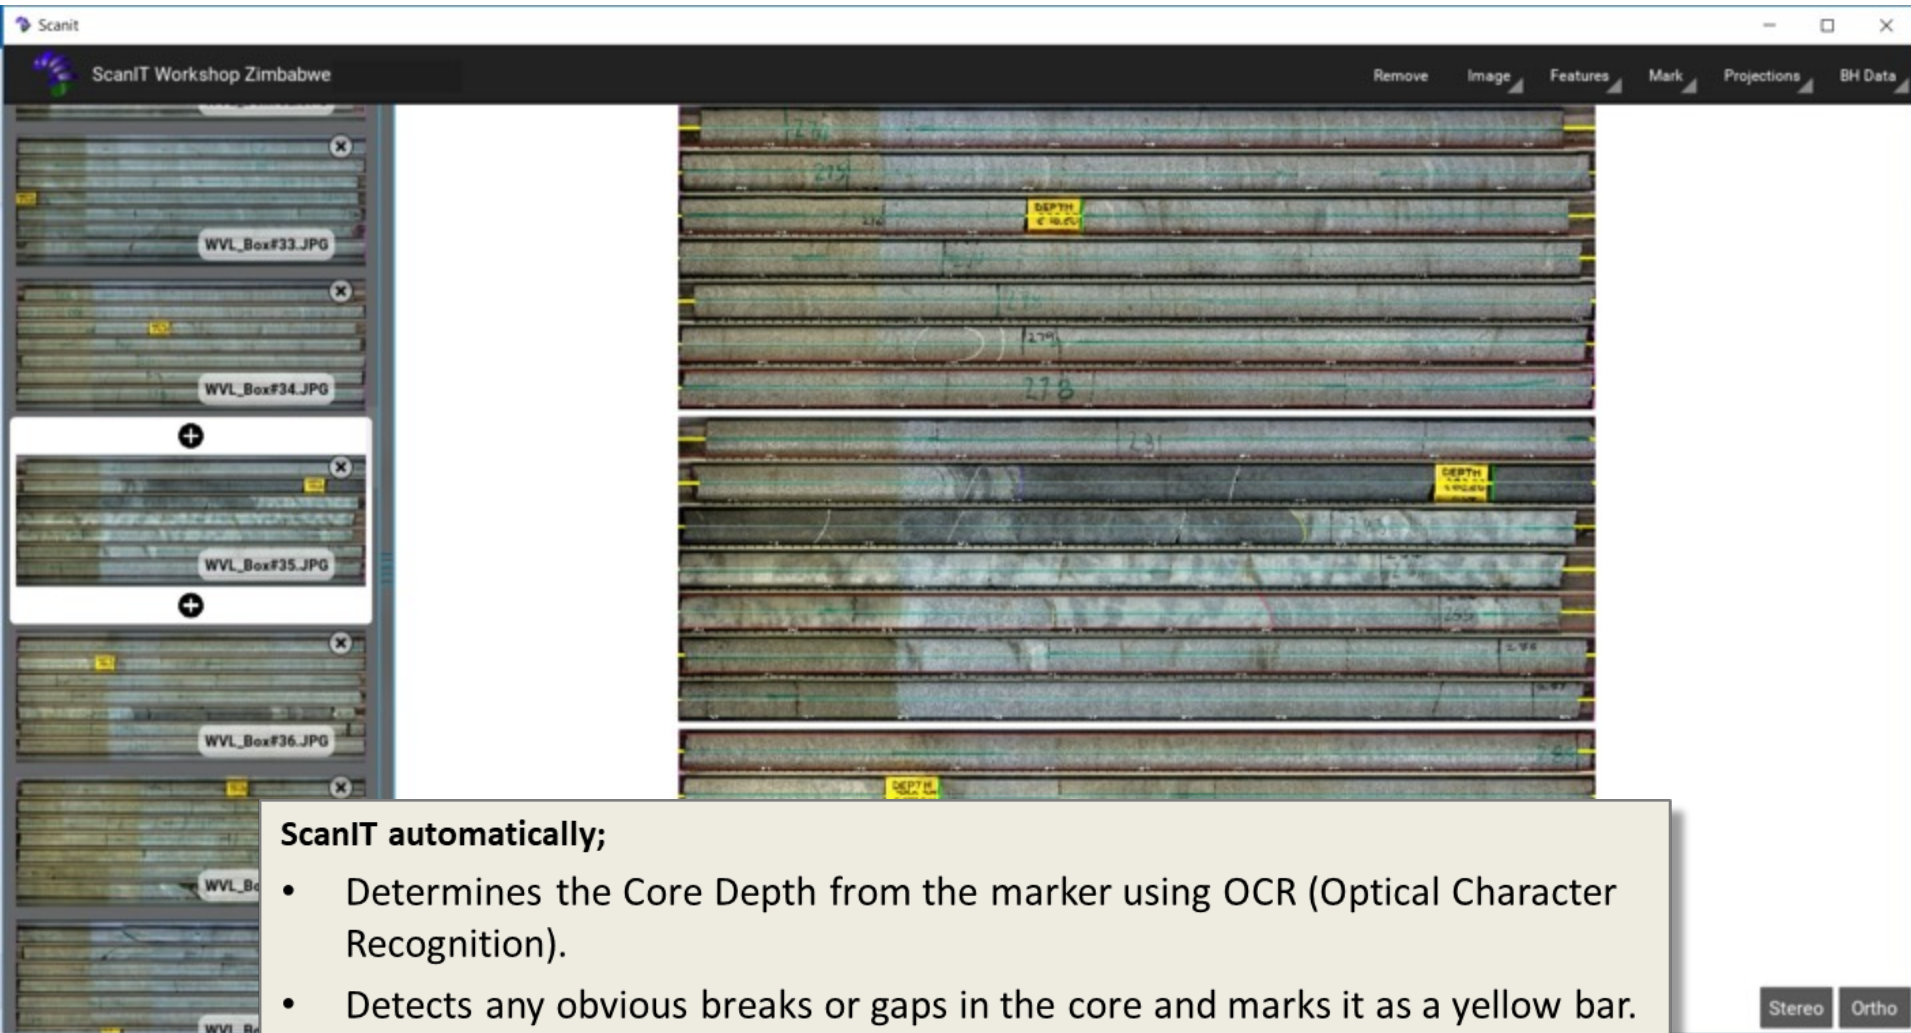 Scanit
ScanIT Workshop Zimbabwe
Remove Image Features Mark Projections BH Data
WVL_Box#33.JPG
WVL_Box#34.JPG
WVL_Box#35.JPG
WVL_Box#36.JPG
275
DEPTH
279
278
DEPTH
DEPTH
ScanIT automatically;
• Determines the Core Depth from the marker using OCR (Optical Character
Recognition).
• Detects any obvious breaks or gaps in the core and marks it as a yellow bar.
Stereo Ortho